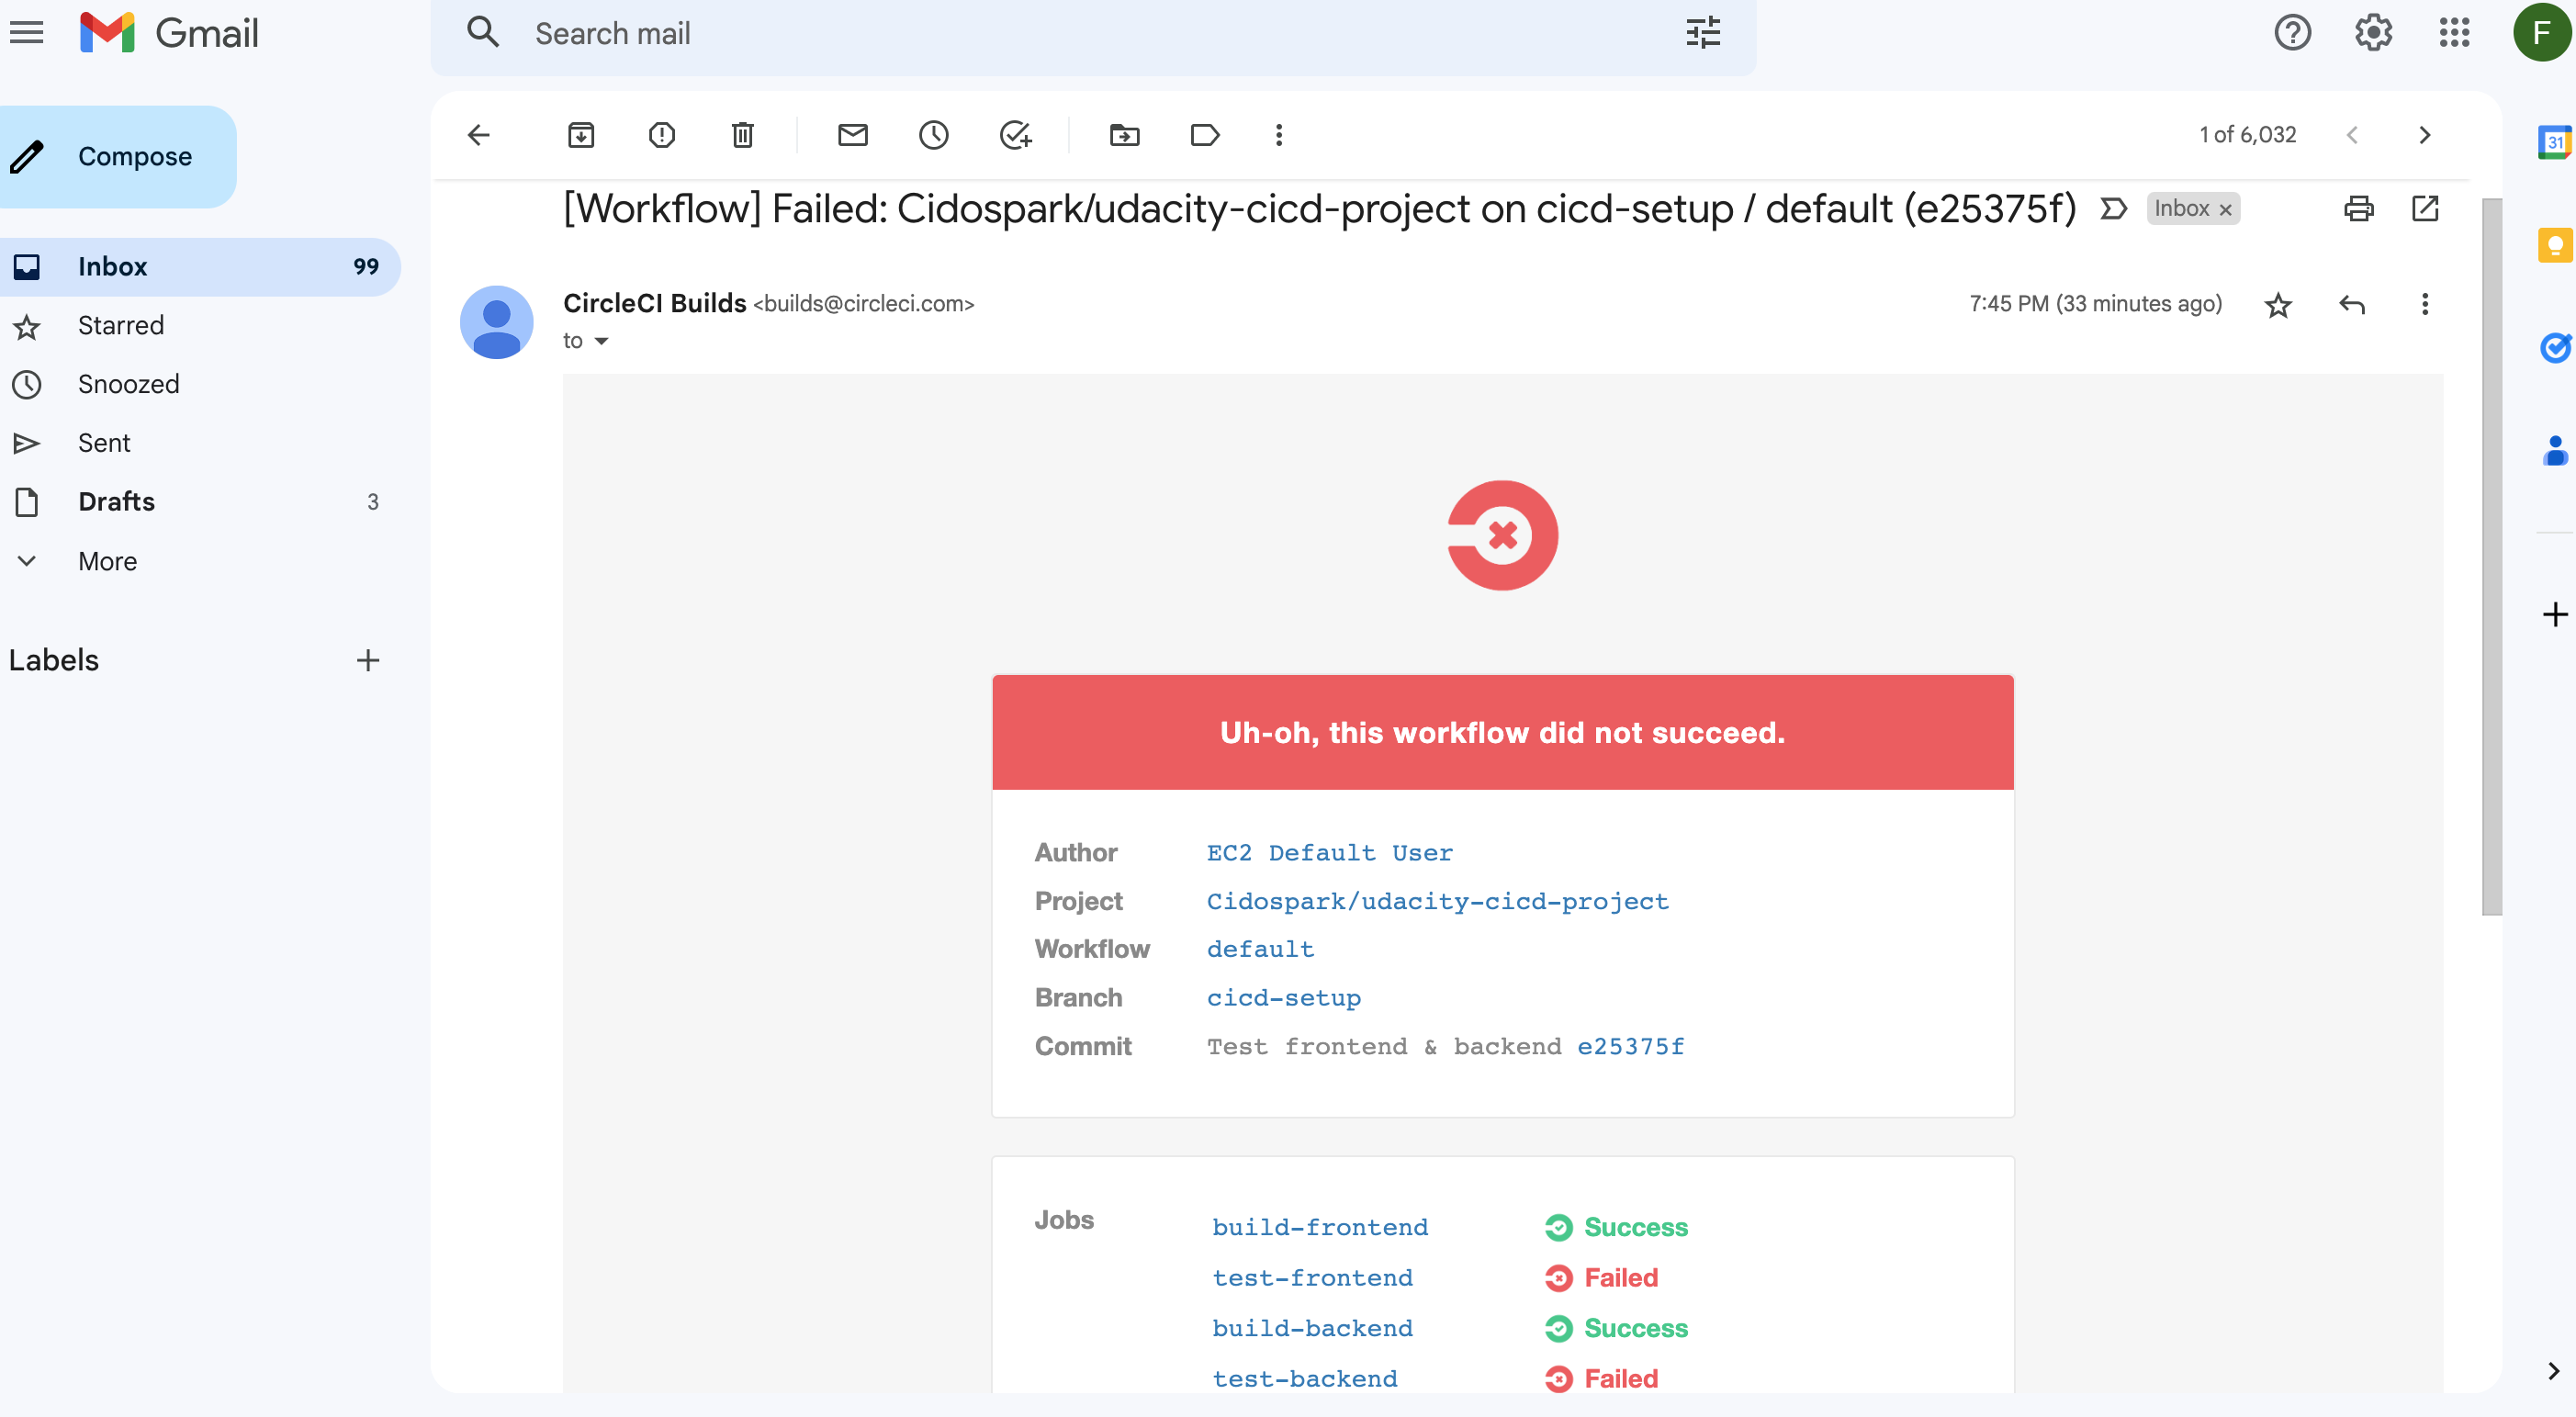 Gmail
Search mail
F
Compose
1 of 6,032
31
[Workflow] Failed: Cidospark/udacity-cicd-project on cicd-setup / default (e25375f)
Inbox ×
Inbox 99
CircleCI Builds <builds@circleci.com>
7:45 PM (33 minutes ago)
to
Starred
Snoozed
Sent
Drafts 3
More
Labels
Uh-oh, this workflow did not succeed.
Author EC2 Default User
Project Cidospark/udacity-cicd-project
Workflow default
Branch cicd-setup
Commit Test frontend & backend e25375f
Jobs
build-frontend Success
test-frontend Failed
build-backend Success
test-backend Failed